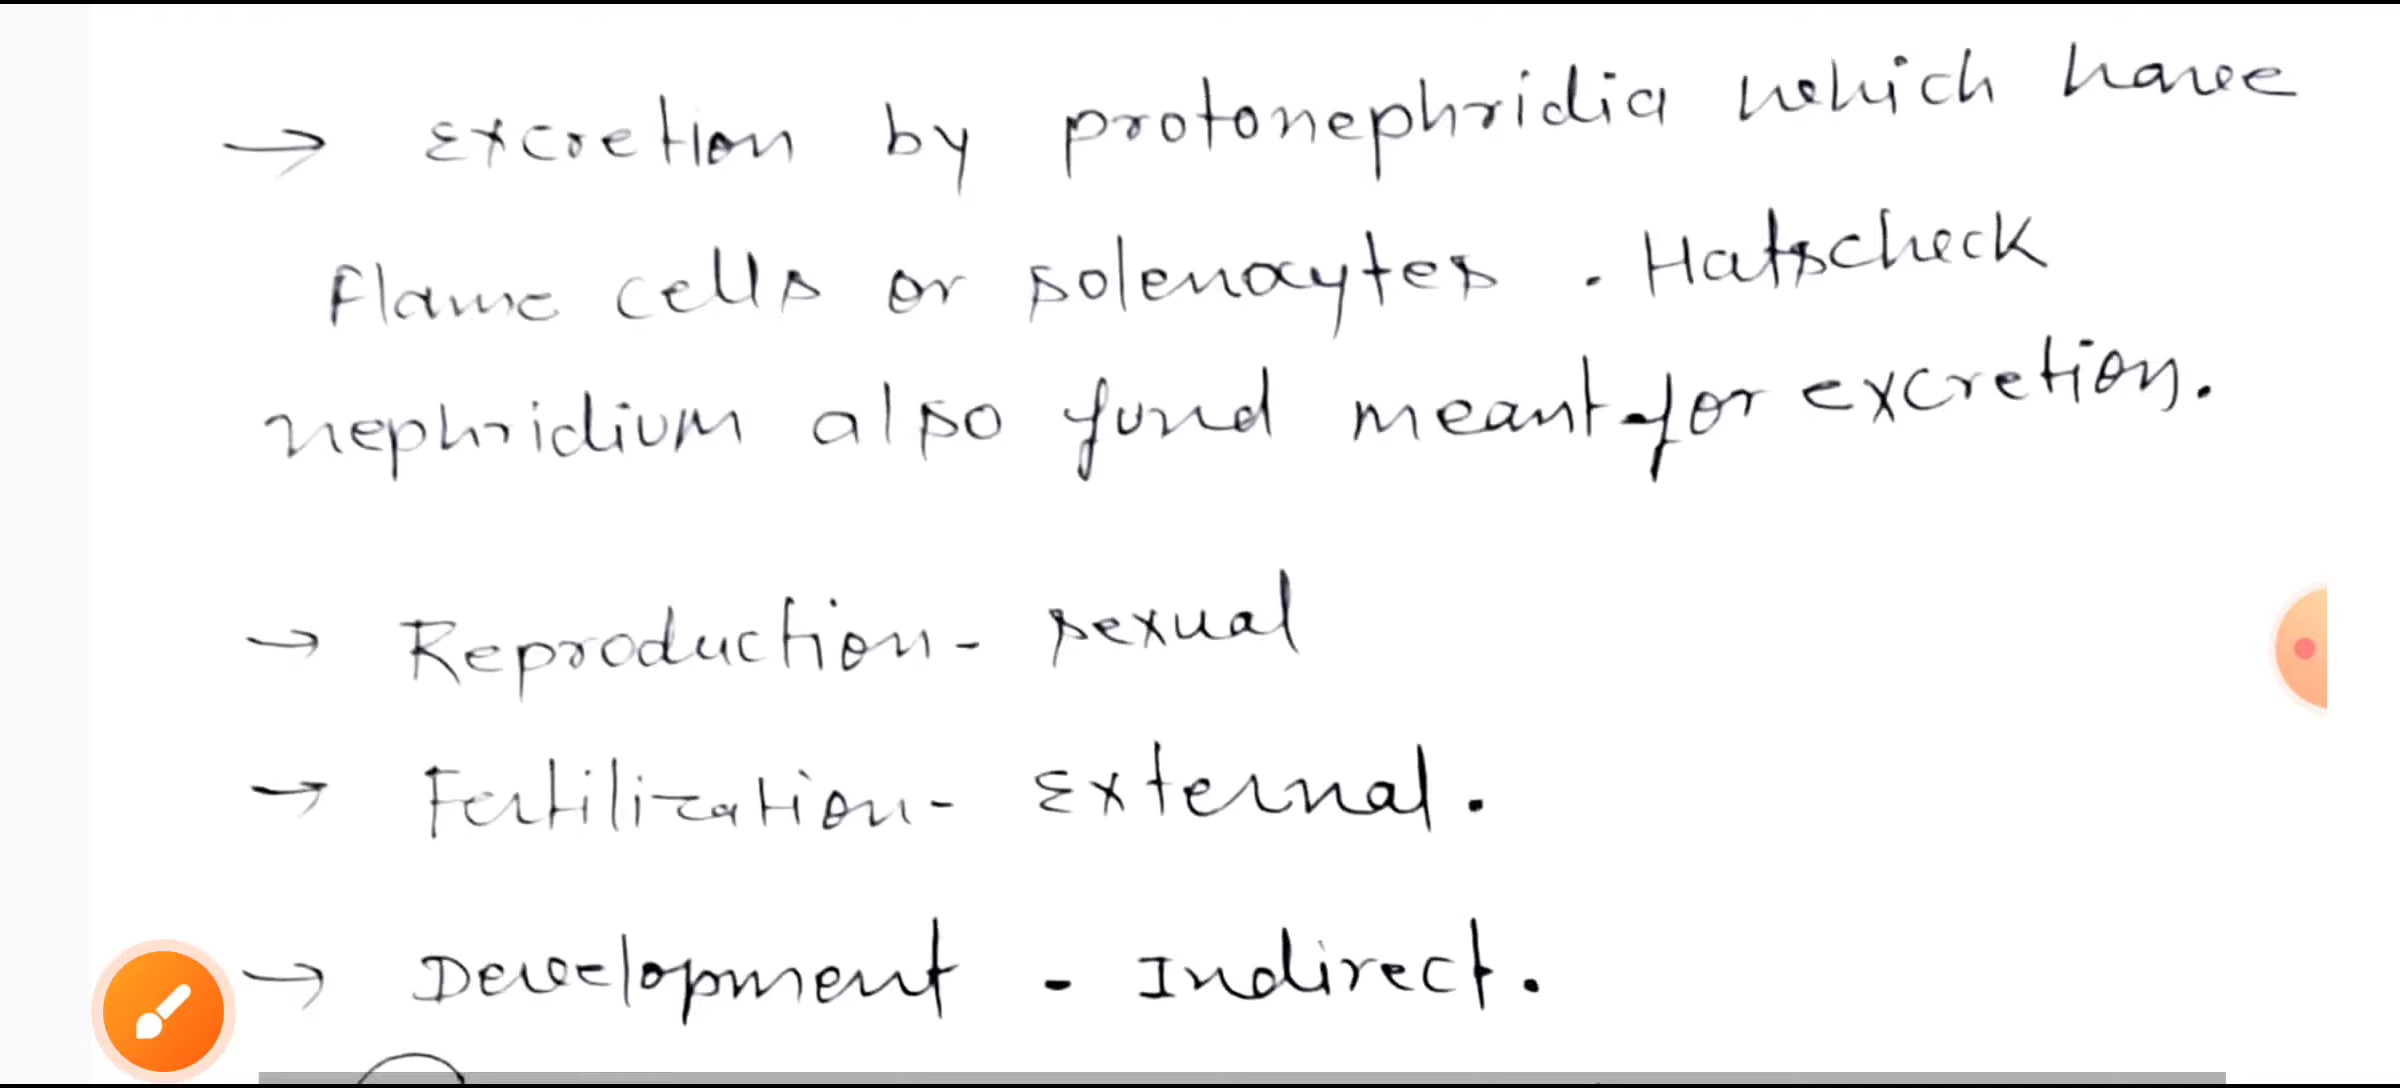 → Excretion by protonephridia which have
Flame cells or solenocytes. Hatscheck
nephridium also fund meant for excretion.
→ Reproduction - sexual
→ Fertilization - External.
→ Development - Indirect.